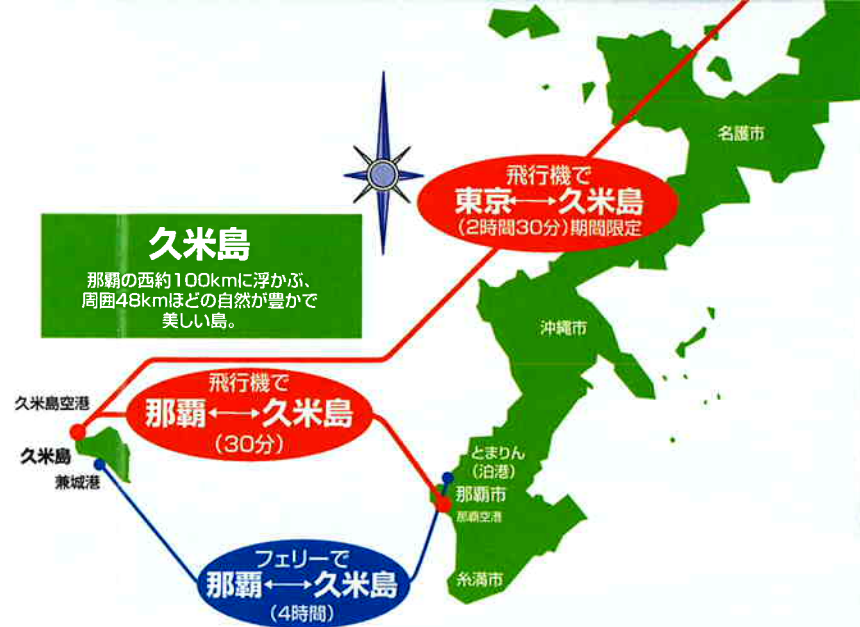 名護市
飛行機で
東京⟷久米島
(2時間30分)期間限定
久米島
那覇の西約100kmに浮かぶ、
周囲48kmほどの自然が豊かで
美しい島。
沖縄市
飛行機で
那覇⟷久米島
(30分)
久米島空港
久米島
兼城港
とまりん
(泊港)
那覇市
那覇空港
フェリーで
那覇⟷久米島
(4時間)
糸満市